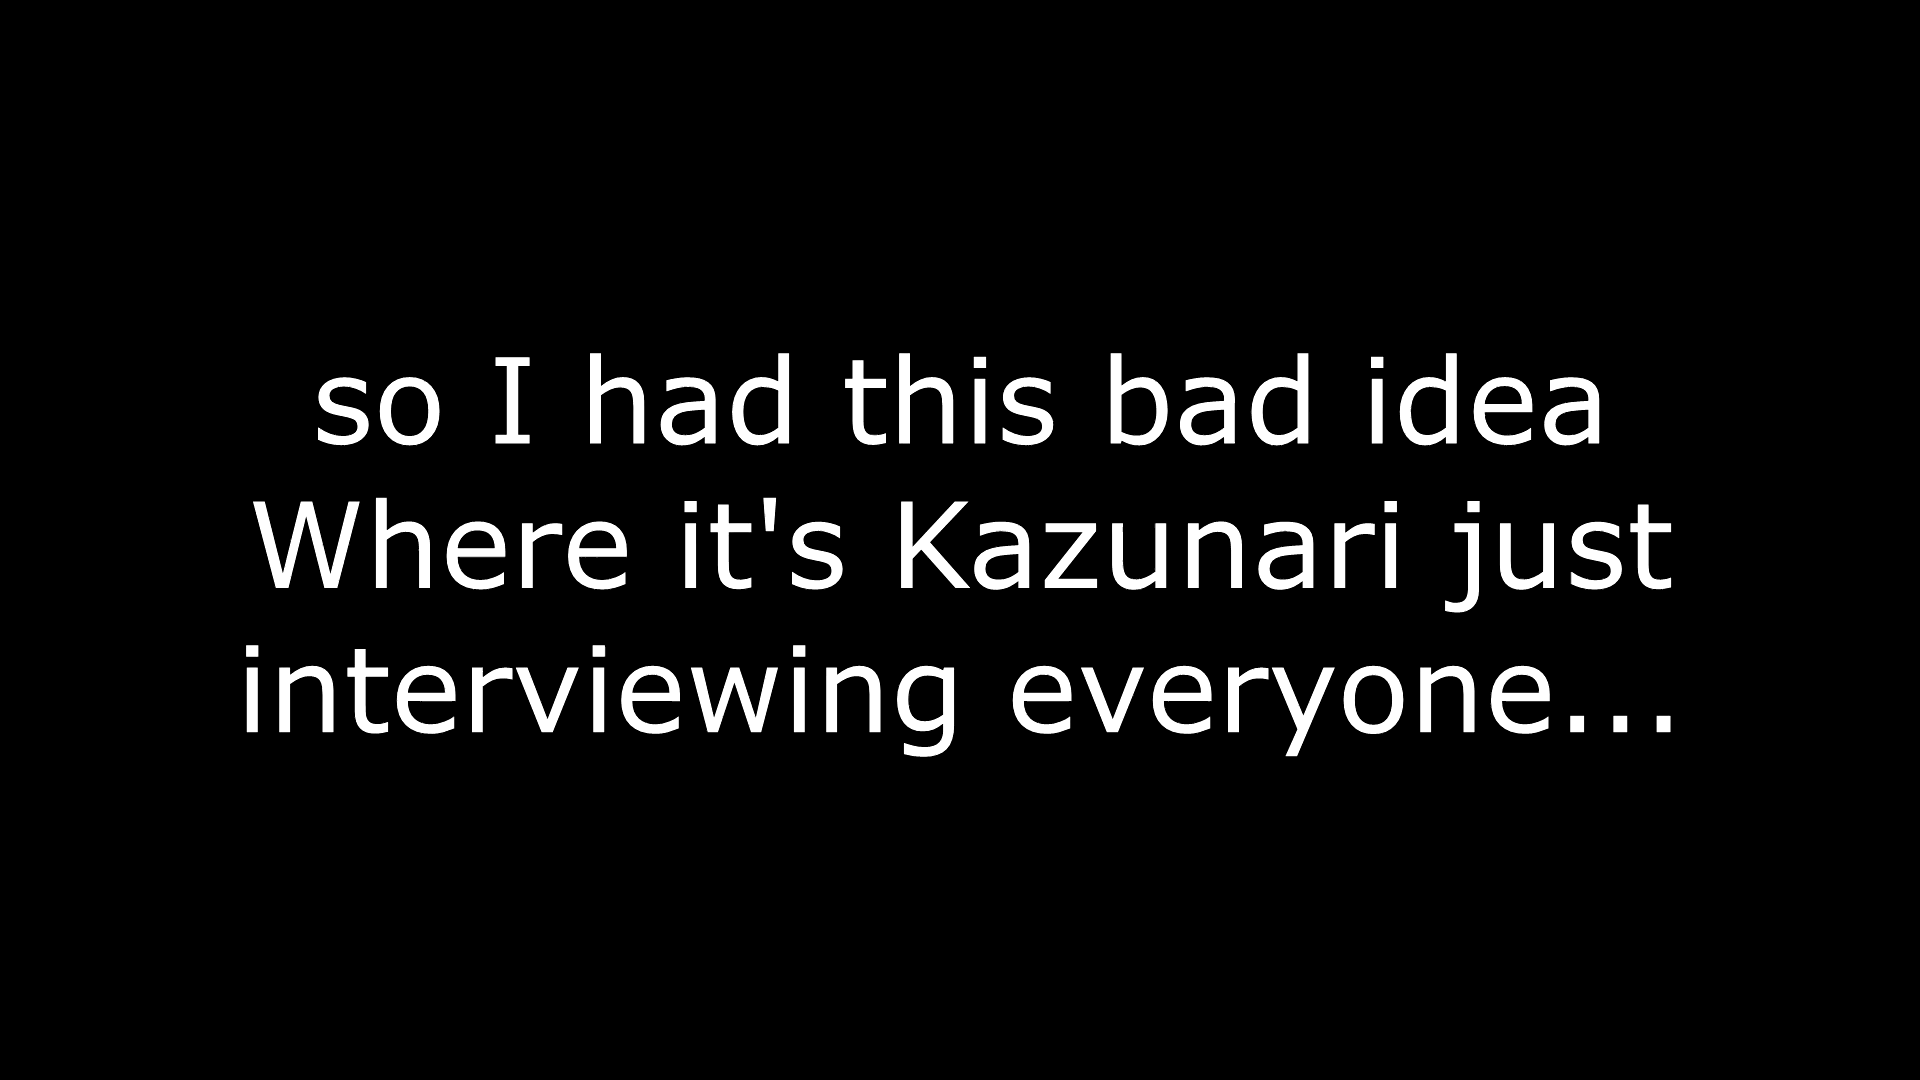 so I had this bad idea
Where it's Kazunari just
interviewing everyone...